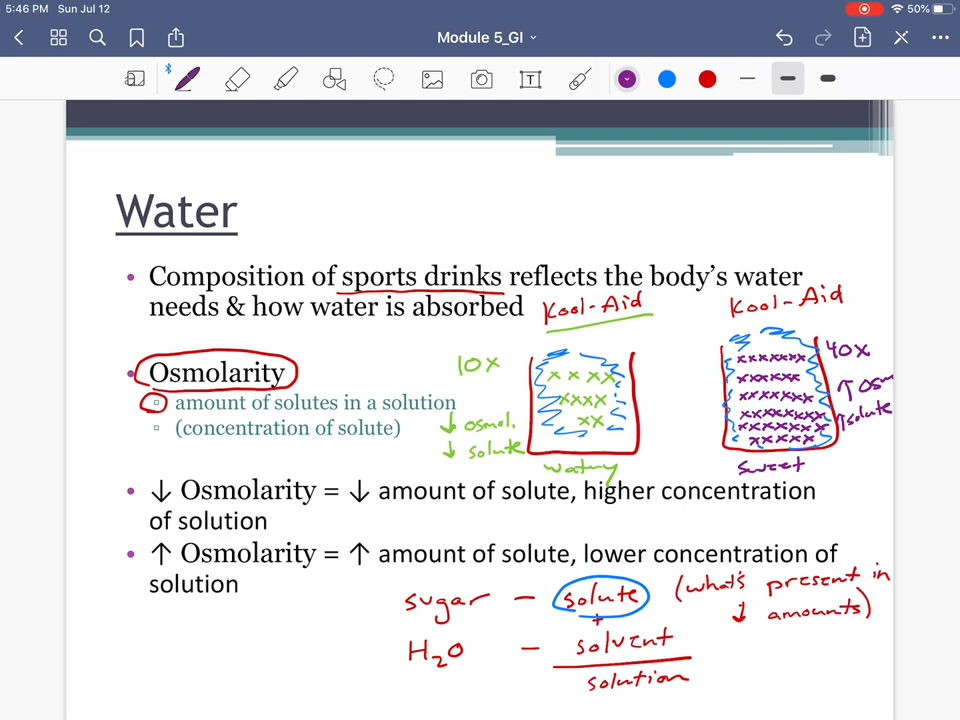 5:46 PM Sun Jul 12
50%
Module 5_GI
T
Water
• Composition of sports drinks reflects the body's water
needs & how water is absorbed
Kool-Aid
Kool-Aid
10x
40x
• Osmolarity
▫ amount of solutes in a solution
▫ (concentration of solute)
↓ osmol.
↓ solute
watery
↑ osm
↑ solute
sweet
• ↓ Osmolarity = ↓ amount of solute, higher concentration
of solution
• ↑ Osmolarity = ↑ amount of solute, lower concentration of
solution
sugar – solute (what's present in
↓ amounts)
+
H₂O – solvent
solution